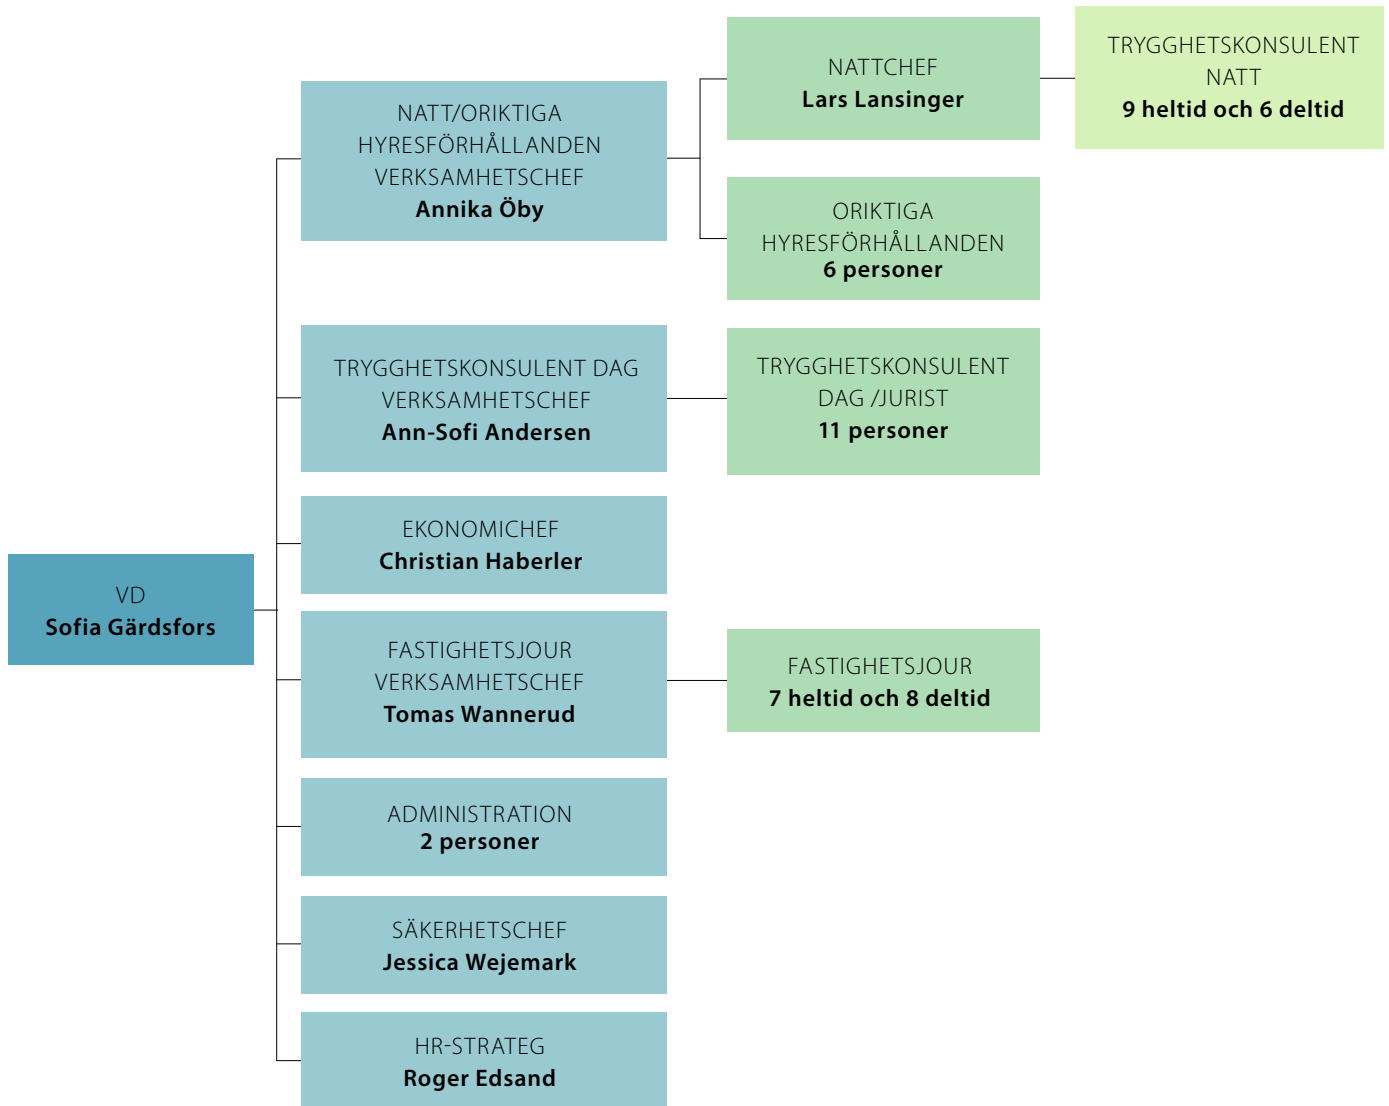 VD
Sofia Gärdsfors
NATT/ORIKTIGA
HYRESFÖRHÅLLANDEN
VERKSAMHETSCHEF
Annika Öby
NATTCHEF
Lars Lansinger
TRYGGHETSKONSULENT
NATT
9 heltid och 6 deltid
ORIKTIGA
HYRESFÖRHÅLLANDEN
6 personer
TRYGGHETSKONSULENT DAG
VERKSAMHETSCHEF
Ann-Sofi Andersen
TRYGGHETSKONSULENT
DAG /JURIST
11 personer
EKONOMICHEF
Christian Haberler
FASTIGHETSJOUR
VERKSAMHETSCHEF
Tomas Wannerud
FASTIGHETSJOUR
7 heltid och 8 deltid
ADMINISTRATION
2 personer
SÄKERHETSCHEF
Jessica Wejemark
HR-STRATEG
Roger Edsand